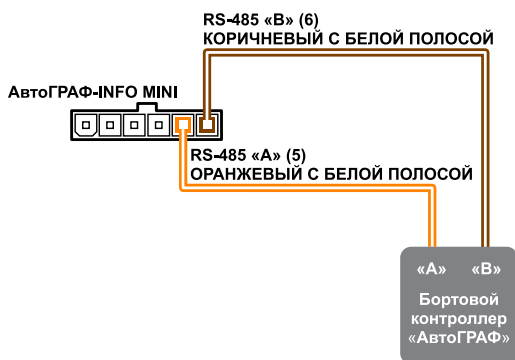 RS-485 «B» (6)
КОРИЧНЕВЫЙ С БЕЛОЙ ПОЛОСОЙ
АвтоГРАФ-INFO MINI
RS-485 «A» (5)
ОРАНЖЕВЫЙ С БЕЛОЙ ПОЛОСОЙ
«A» «B»
Бортовой
контроллер
«АвтоГРАФ»